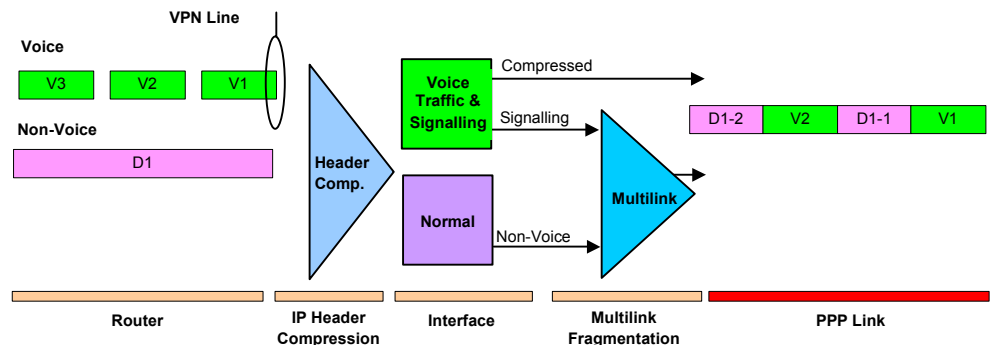 VPN Line
Voice
V3 V2 V1
Non-Voice
D1
Header
Comp.
Voice
Traffic &
Signalling
Normal
Compressed
Signalling
Non-Voice
Multilink
D1-2 V2 D1-1 V1
Router
IP Header
Compression
Interface
Multilink
Fragmentation
PPP Link